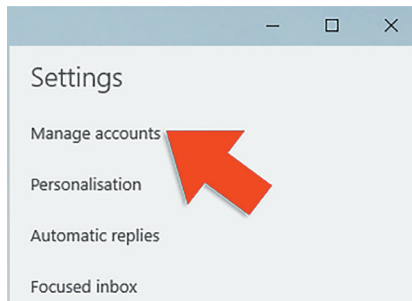 Settings
Manage accounts
Personalisation
Automatic replies
Focused inbox